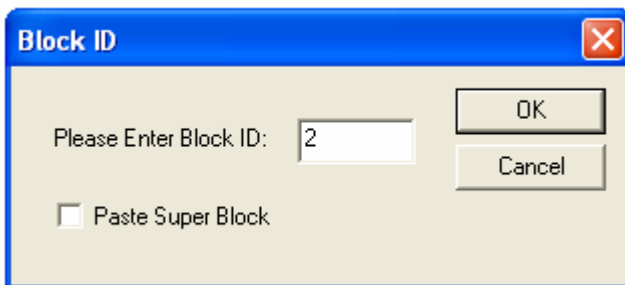 Block ID
Please Enter Block ID: 2
OK
Cancel
Paste Super Block